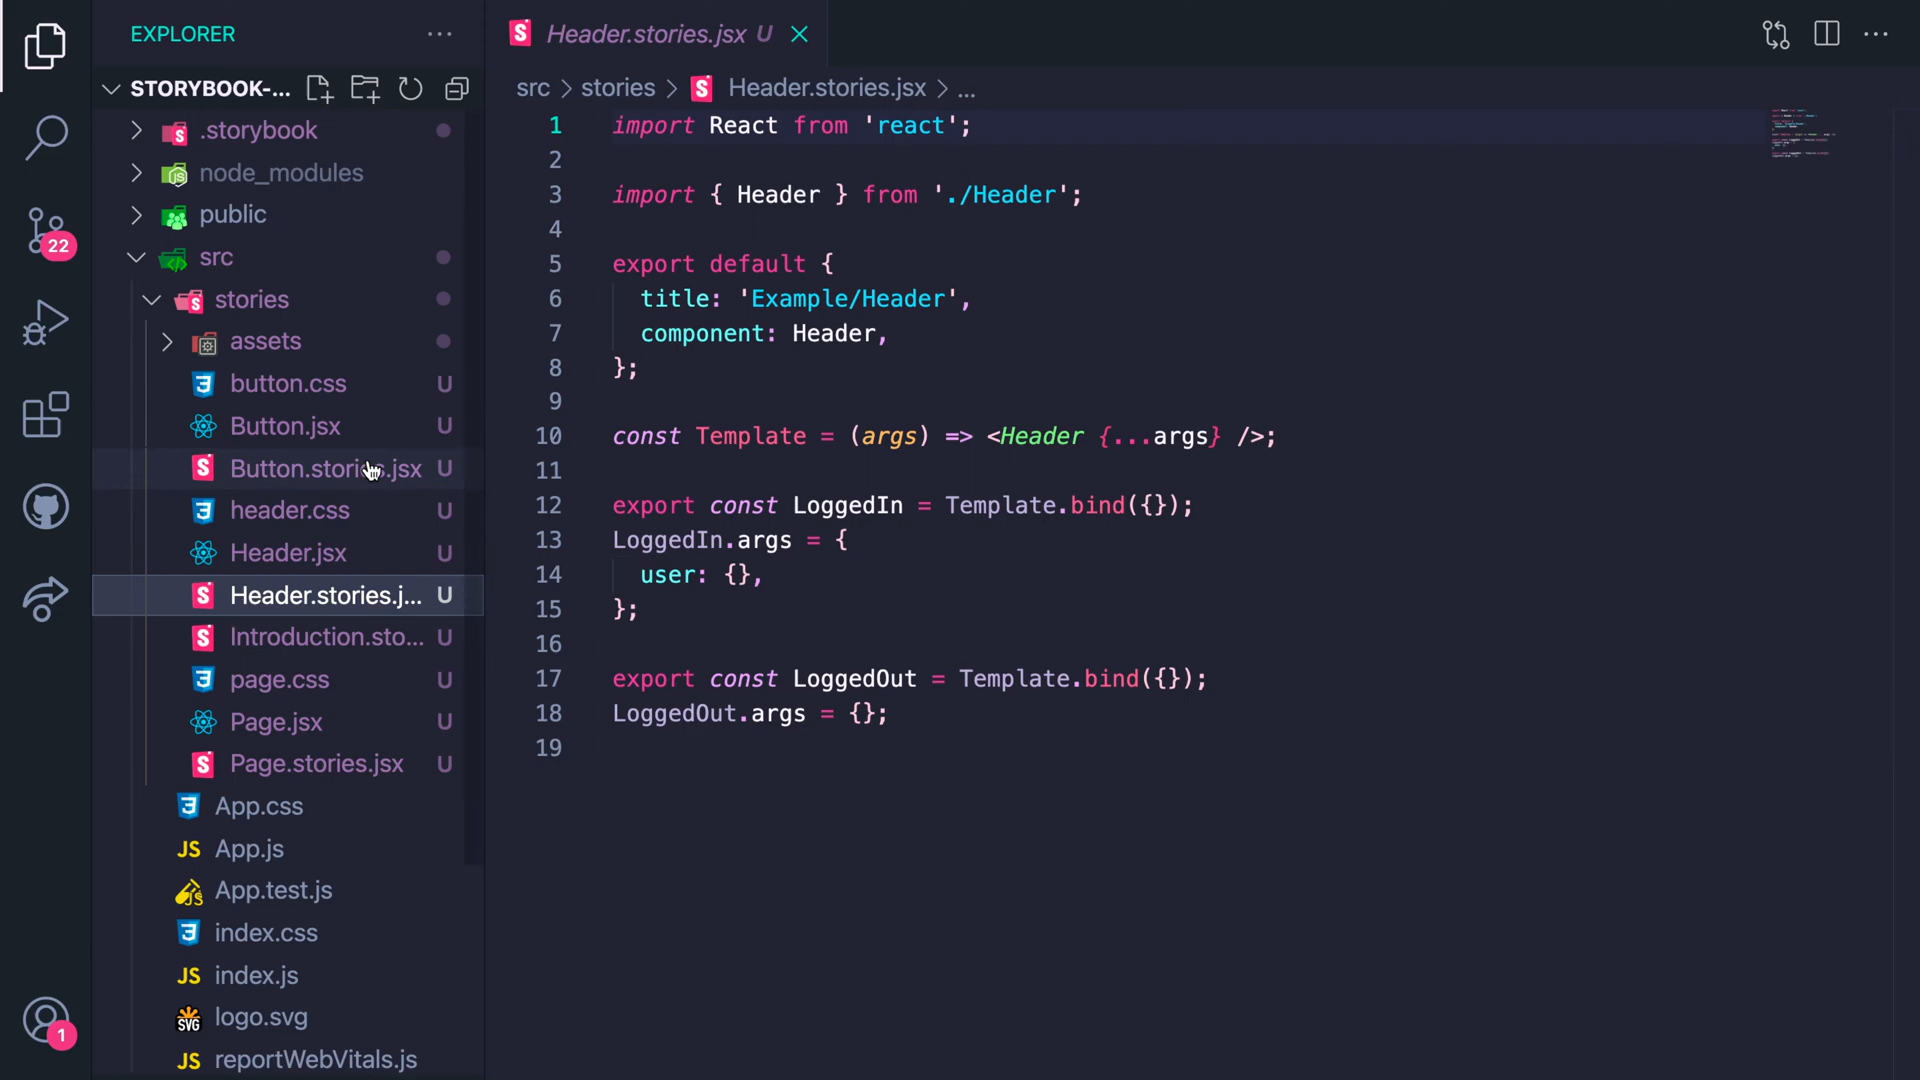 EXPLORER
STORYBOOK-...
.storybook
node_modules
public
src
stories
assets
button.css U
Button.jsx U
Button.stories.jsx U
header.css U
Header.jsx U
Header.stories.j... U
Introduction.sto... U
page.css U
Page.jsx U
Page.stories.jsx U
App.css
App.js
App.test.js
index.css
index.js
logo.svg
reportWebVitals.js
22
1
Header.stories.jsx U
src > stories > Header.stories.jsx > ...
1 import React from 'react';
2
3 import { Header } from './Header';
4
5 export default {
6 title: 'Example/Header',
7 component: Header,
8 };
9
10 const Template = (args) => <Header {...args} />;
11
12 export const LoggedIn = Template.bind({});
13 LoggedIn.args = {
14 user: {},
15 };
16
17 export const LoggedOut = Template.bind({});
18 LoggedOut.args = {};
19